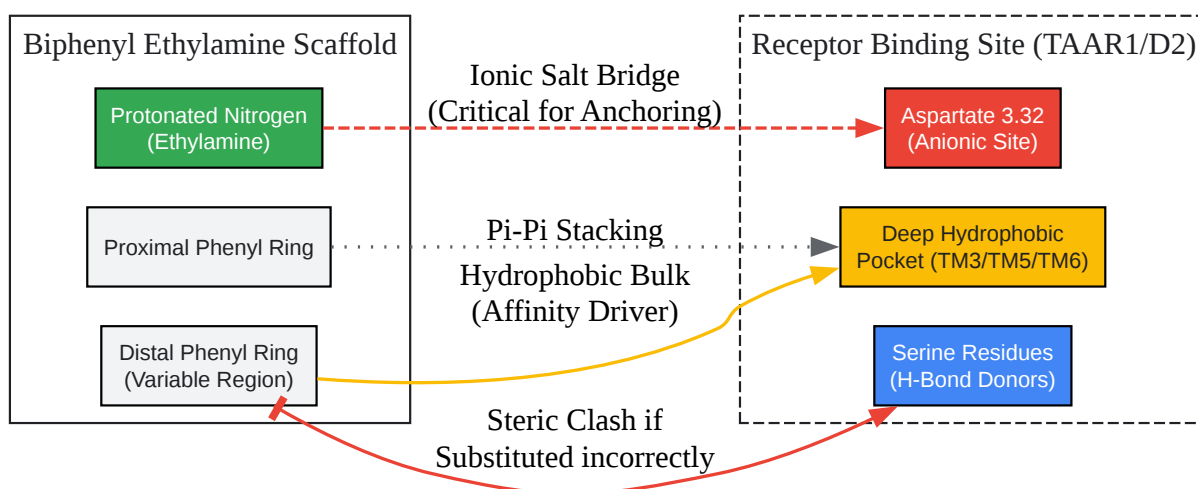 Biphenyl Ethylamine Scaffold
Receptor Binding Site (TAAR1/D2)
Protonated Nitrogen
(Ethylamine)
Ionic Salt Bridge
(Critical for Anchoring)
Aspartate 3.32
(Anionic Site)
Proximal Phenyl Ring
Pi-Pi Stacking
Deep Hydrophobic
Pocket (TM3/TM5/TM6)
Hydrophobic Bulk
(Affinity Driver)
Distal Phenyl Ring
(Variable Region)
Serine Residues
(H-Bond Donors)
Steric Clash if
Substituted incorrectly